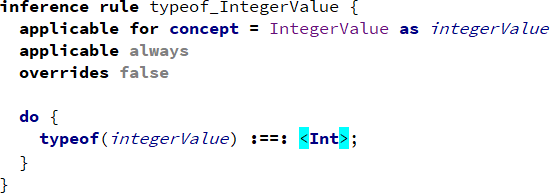 inference rule typeof_IntegerValue {
applicable for concept = IntegerValue as integerValue
applicable always
overrides false
do {
typeof(integerValue) :==: <Int>;
}
}